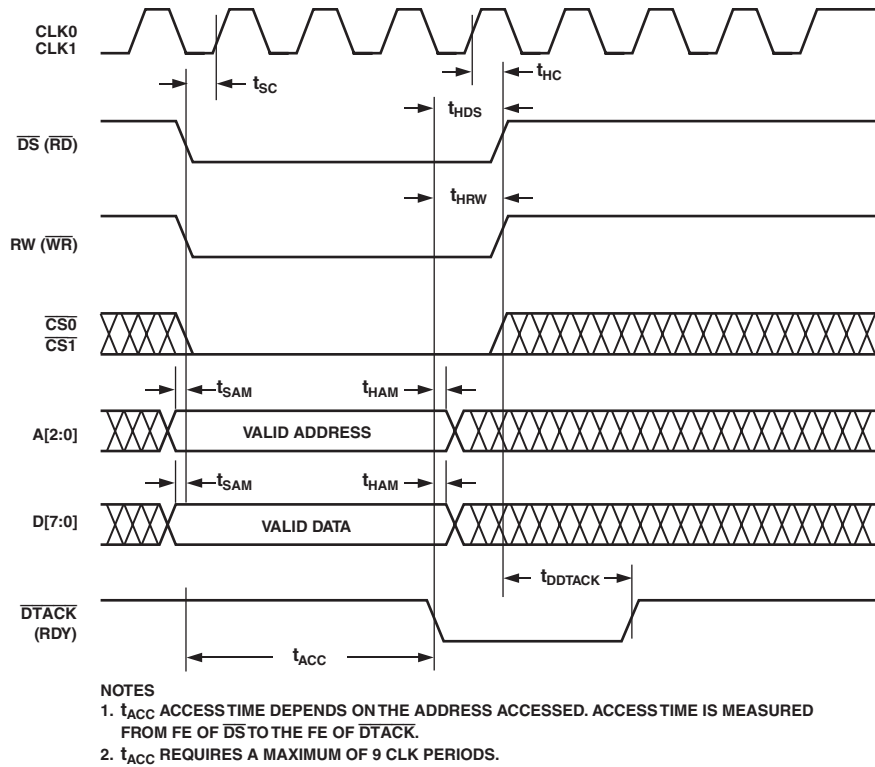 CLK0
CLK1
tSC
tHC
tHDS
DS (RD)
tHRW
RW (WR)
CS0
CS1
tSAM
tHAM
A[2:0]
VALID ADDRESS
tSAM
tHAM
D[7:0]
VALID DATA
tDDTACK
DTACK
(RDY)
tACC
NOTES
1. tACC ACCESS TIME DEPENDS ON THE ADDRESS ACCESSED. ACCESS TIME IS MEASURED
FROM FE OF DS TO THE FE OF DTACK.
2. tACC REQUIRES A MAXIMUM OF 9 CLK PERIODS.